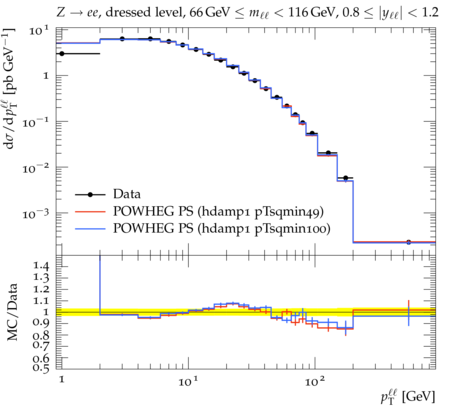 Z → ee, dressed level, 66 GeV ≤ mℓℓ < 116 GeV, 0.8 ≤ |yℓℓ| < 1.2
dσ/dpTℓℓ [pb GeV⁻¹]
10¹
1
10⁻¹
10⁻²
10⁻³
Data
POWHEG PS (hdamp1 pTsqmin49)
POWHEG PS (hdamp1 pTsqmin100)
MC/Data
1.4
1.3
1.2
1.1
1
0.9
0.8
0.7
0.6
0.5
1
10¹
10²
pTℓℓ [GeV]